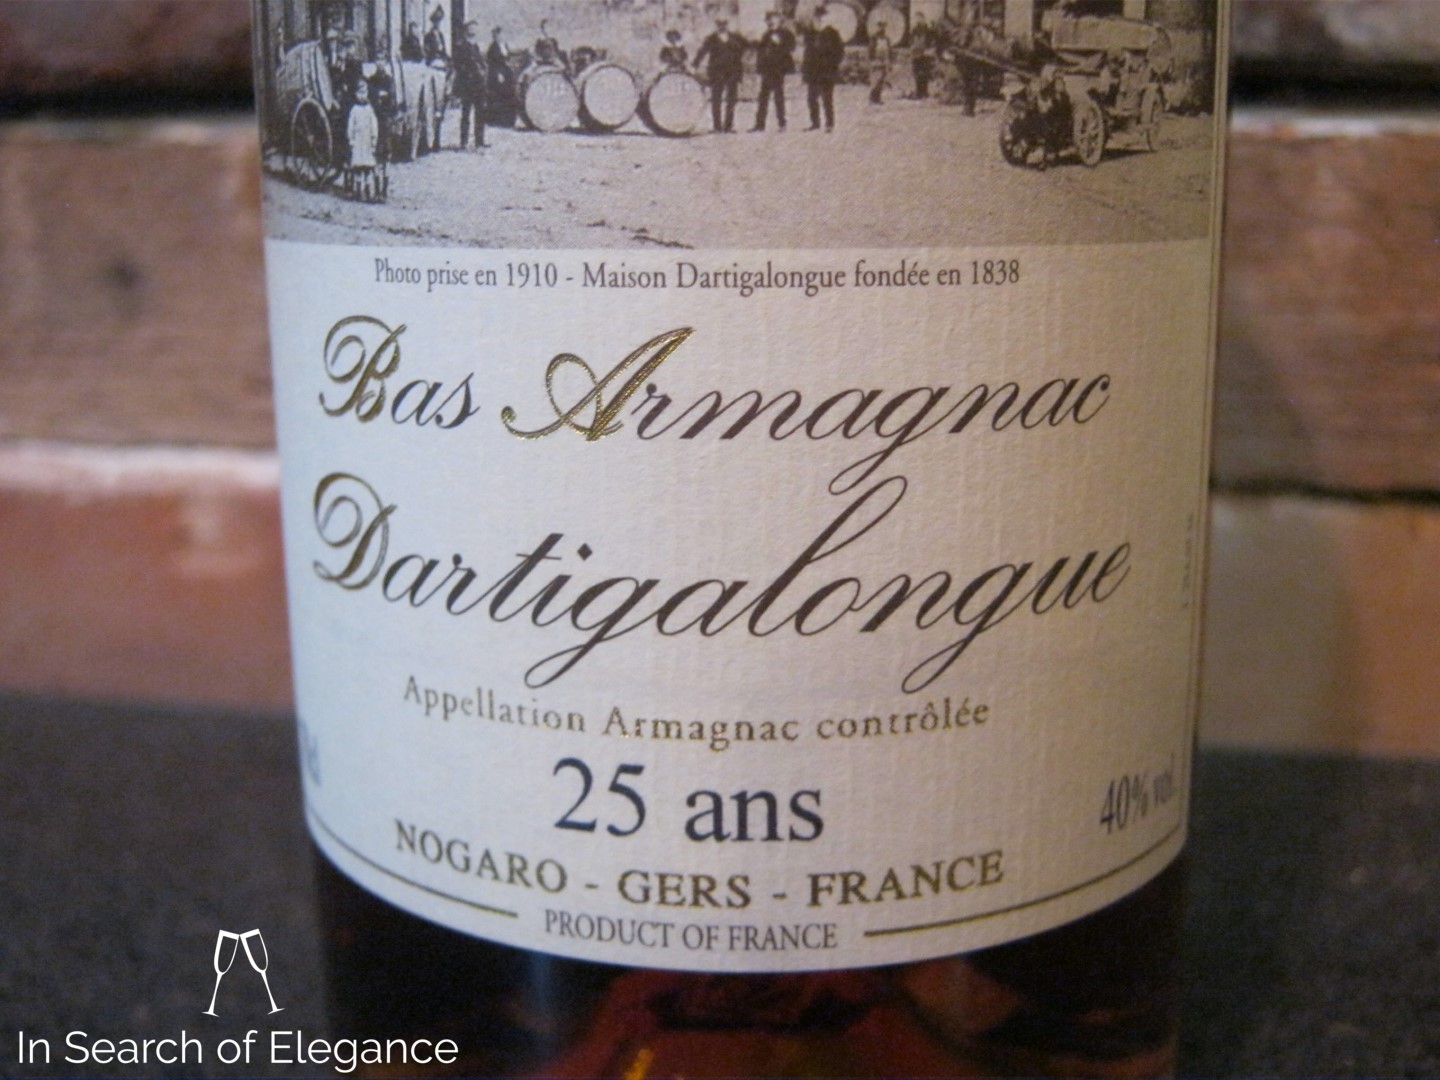 Photo prise en 1910 - Maison Dartigalongue fondée en 1838
Bas Armagnac
Dartigalongue
Appellation Armagnac contrôlée
25 ans
40% vol.
NOGARO - GERS - FRANCE
PRODUCT OF FRANCE
In Search of Elegance